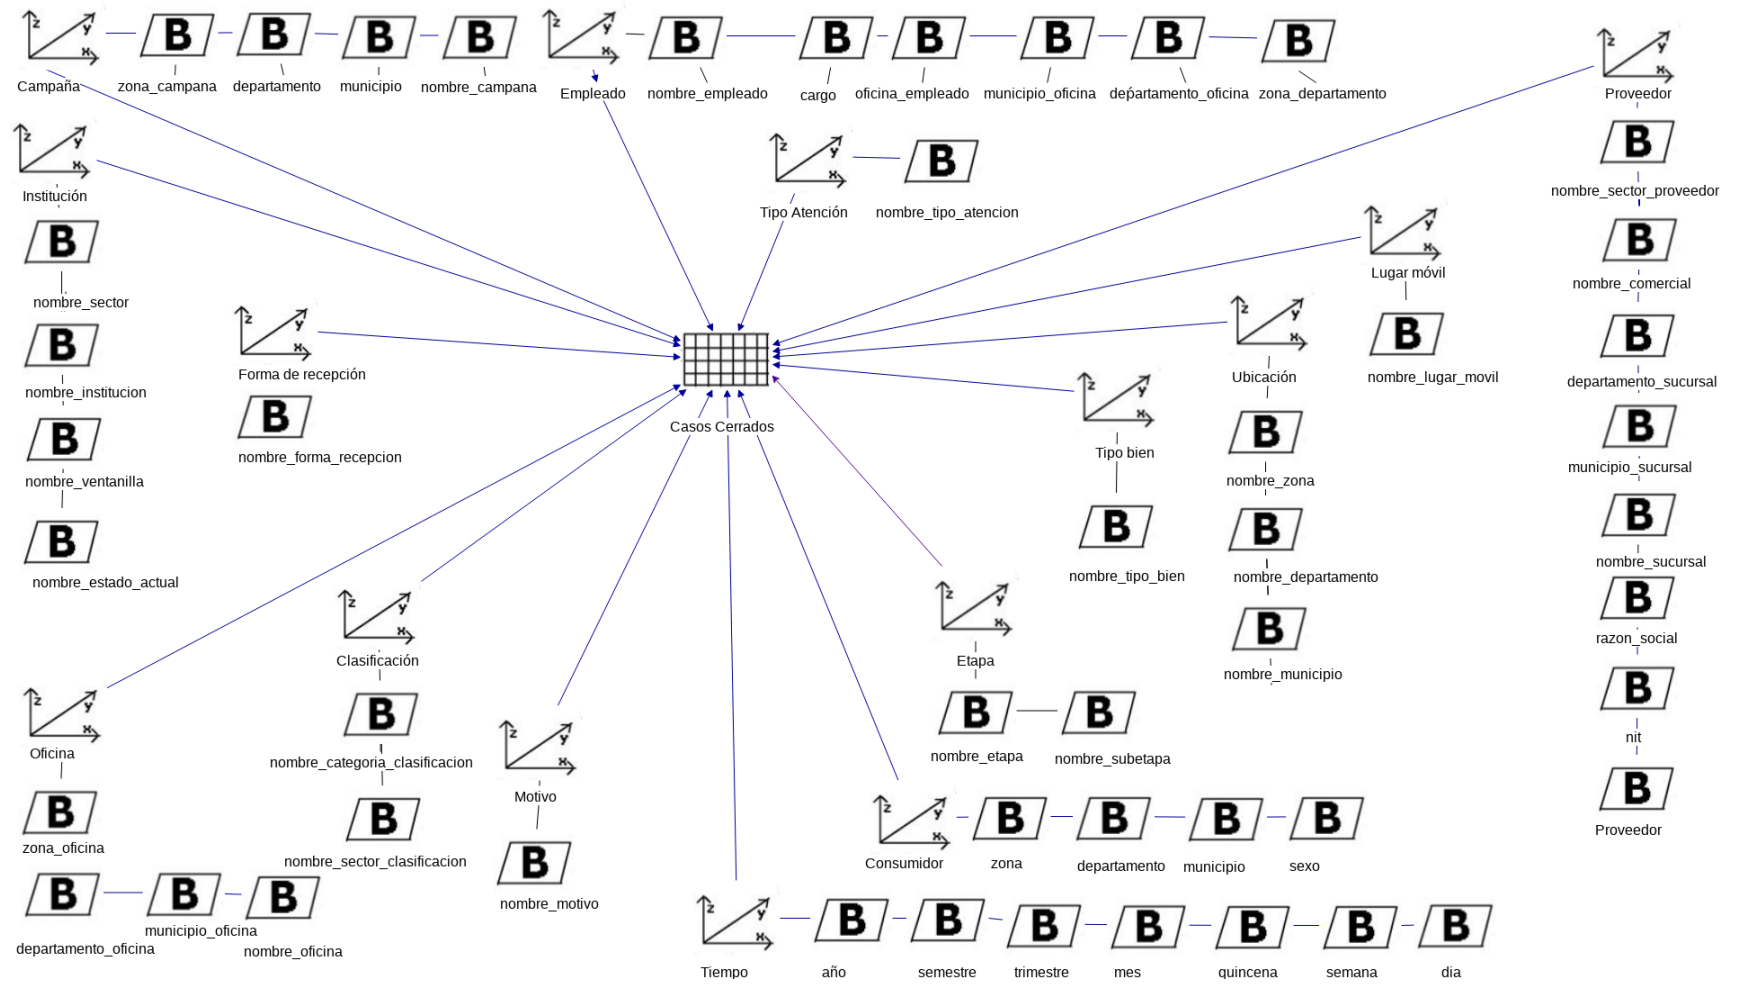 Campaña
zona_campana
departamento
municipio
nombre_campana
Empleado
nombre_empleado
cargo
oficina_empleado
municipio_oficina
departamento_oficina
zona_departamento
Proveedor
nombre_sector_proveedor
nombre_comercial
departamento_sucursal
municipio_sucursal
nombre_sucursal
razon_social
nit
Proveedor
Institución
nombre_sector
nombre_institucion
nombre_ventanilla
nombre_estado_actual
Tipo Atención
nombre_tipo_atencion
Lugar móvil
nombre_lugar_movil
Forma de recepción
nombre_forma_recepcion
Casos Cerrados
Ubicación
nombre_zona
nombre_departamento
nombre_municipio
Tipo bien
nombre_tipo_bien
Clasificación
nombre_categoria_clasificacion
nombre_sector_clasificacion
Etapa
nombre_etapa
nombre_subetapa
Oficina
zona_oficina
departamento_oficina
municipio_oficina
nombre_oficina
Motivo
nombre_motivo
Consumidor
zona
departamento
municipio
sexo
Tiempo
año
semestre
trimestre
mes
quincena
semana
dia